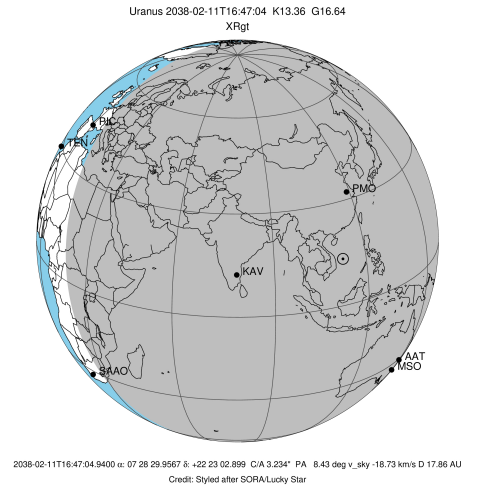 Uranus 2038-02-11T16:47:04 K13.36 G16.64
XRgt
PIC
TEN
PMO
KAV
AAT
MSO
SAAO
2038-02-11T16:47:04.9400 α: 07 28 29.9567 δ: +22 23 02.899 C/A 3.234" PA 8.43 deg v_sky -18.73 km/s D 17.86 AU
Credit: Styled after SORA/Lucky Star